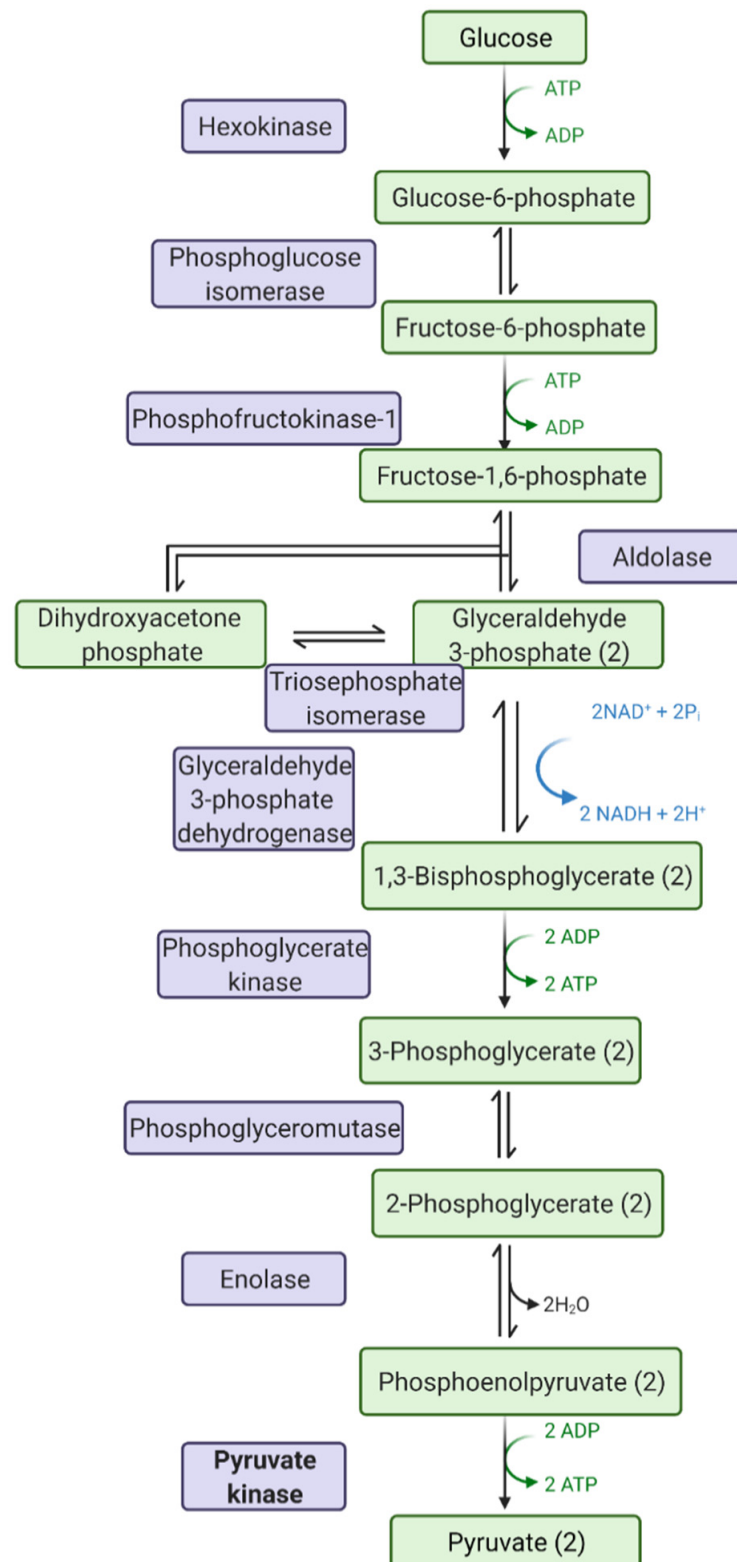 Glucose
ATP
Hexokinase
ADP
Glucose-6-phosphate
Phosphoglucose
isomerase
Fructose-6-phosphate
ATP
Phosphofructokinase-1
ADP
Fructose-1,6-phosphate
Aldolase
Dihydroxyacetone
phosphate
Glyceraldehyde
3-phosphate (2)
Triosephosphate
isomerase
2NAD⁺ + 2Pᵢ
Glyceraldehyde
3-phosphate
dehydrogenase
2 NADH + 2H⁺
1,3-Bisphosphoglycerate (2)
2 ADP
Phosphoglycerate
kinase
2 ATP
3-Phosphoglycerate (2)
Phosphoglyceromutase
2-Phosphoglycerate (2)
Enolase
2H₂O
Phosphoenolpyruvate (2)
2 ADP
Pyruvate
kinase
2 ATP
Pyruvate (2)